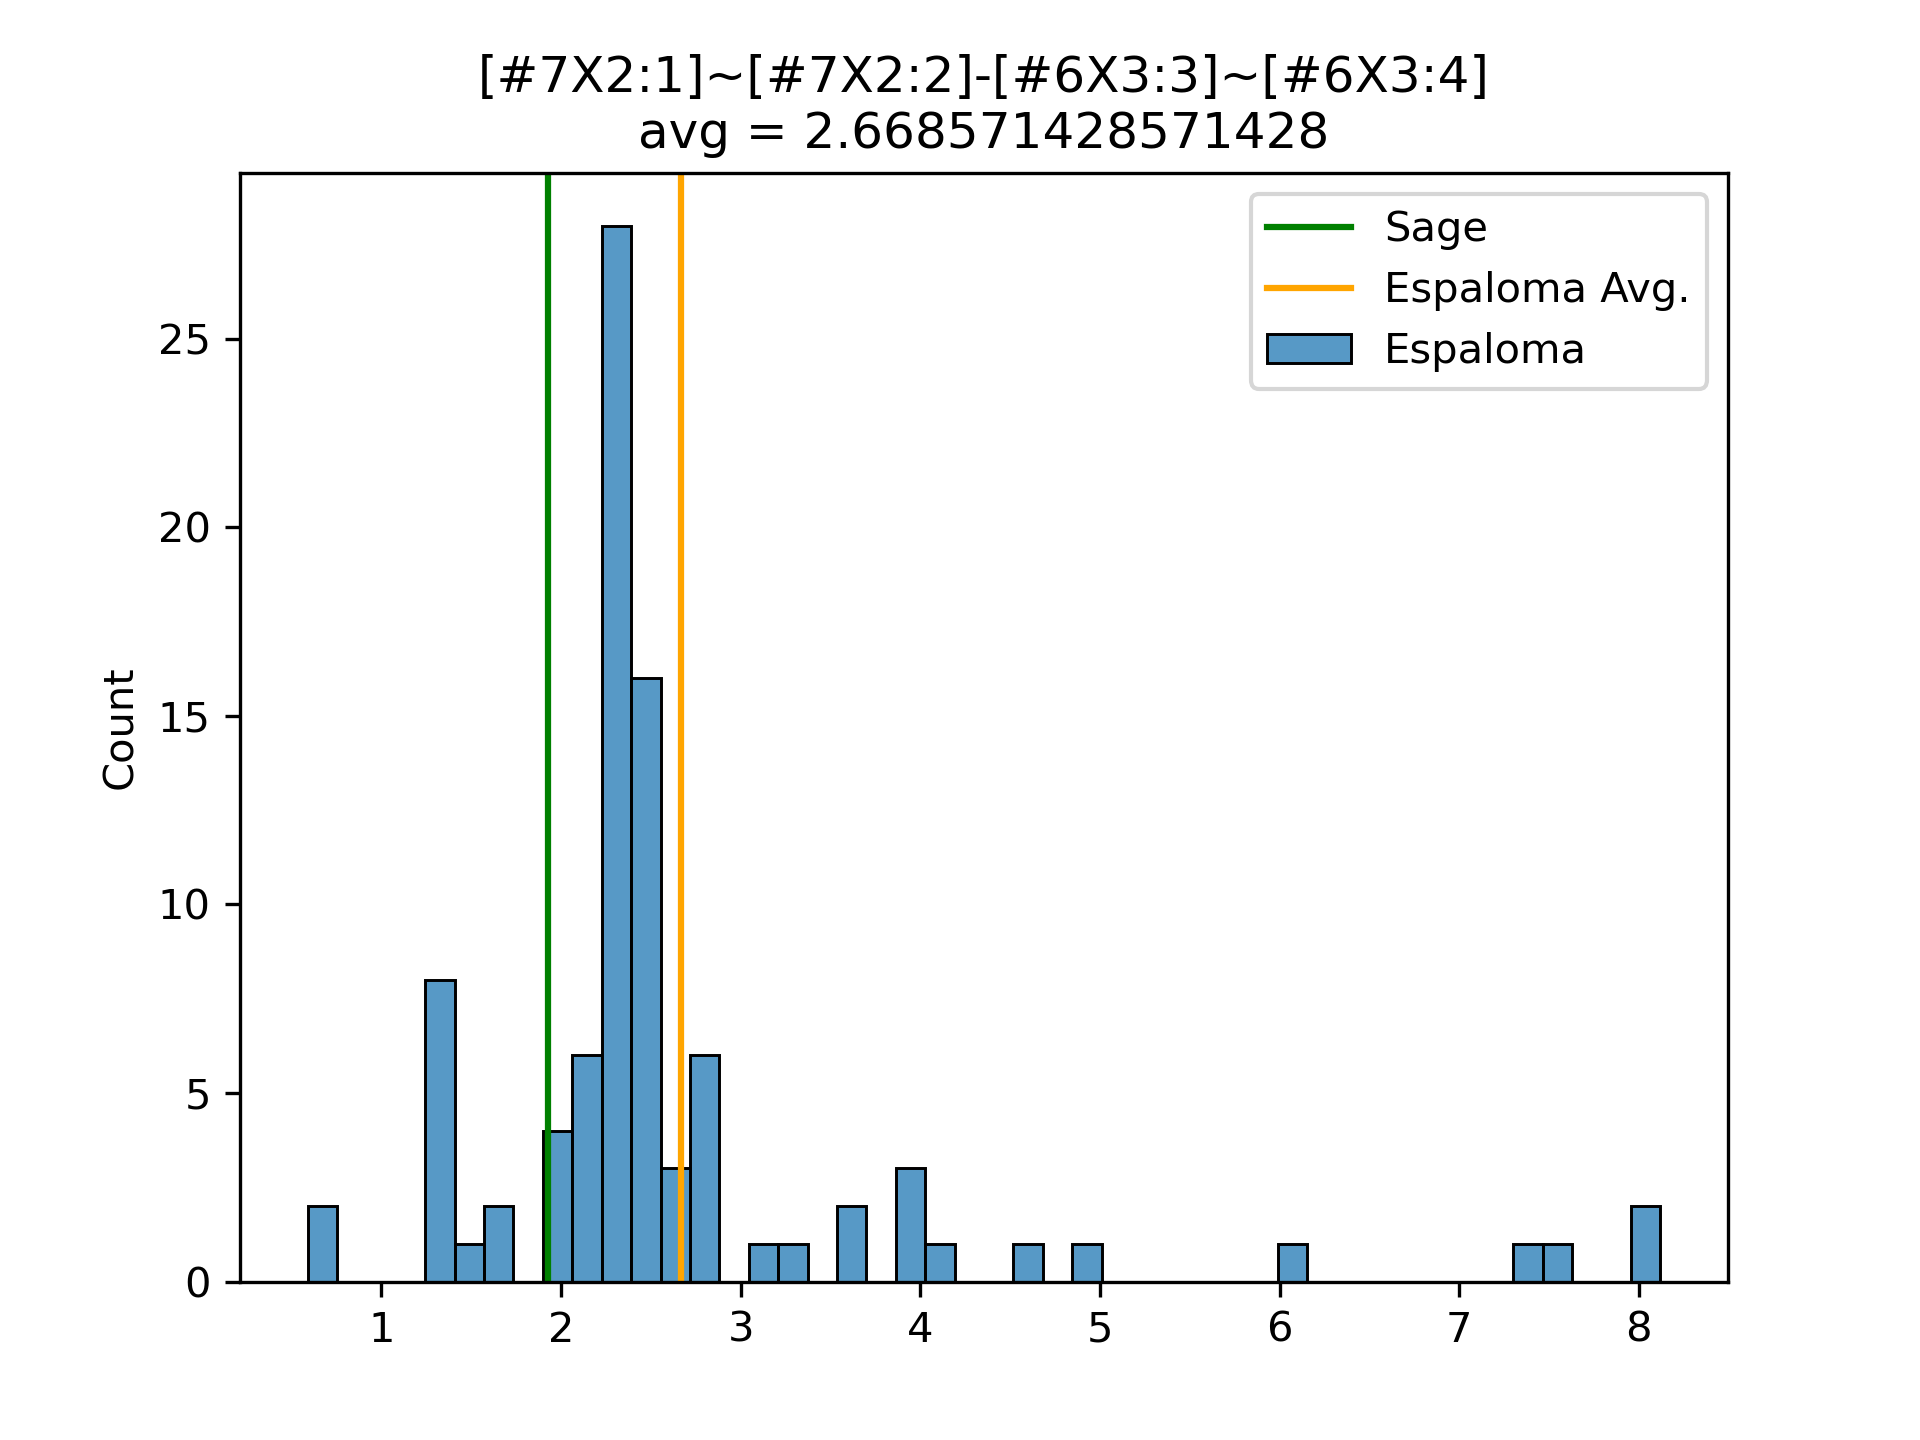 [#7X2:1]~[#7X2:2]-[#6X3:3]~[#6X3:4]
avg = 2.668571428571428
Sage
Espaloma Avg.
Espaloma
25
20
15
10
5
0
Count
1 2 3 4 5 6 7 8